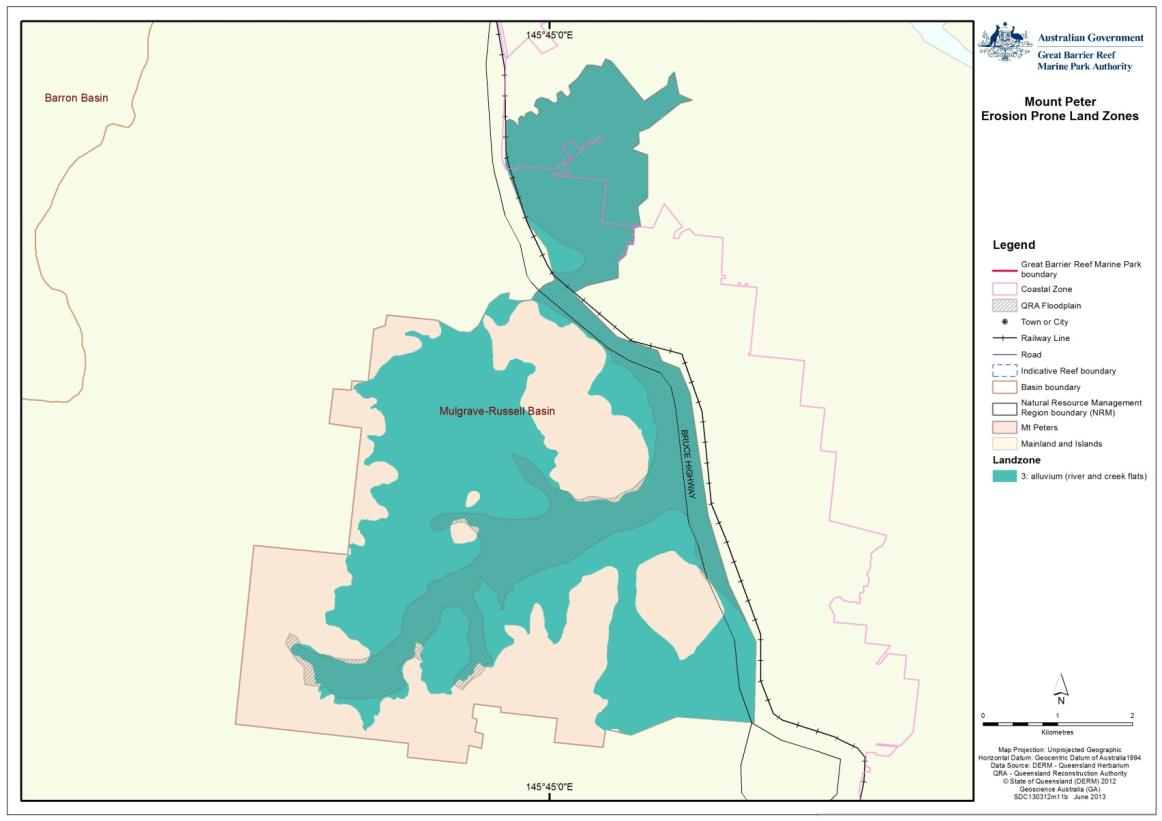 145°45'0"E
Barron Basin
Mulgrave-Russell Basin
BRUCE HIGHWAY
145°45'0"E
Australian Government
Great Barrier Reef
Marine Park Authority
Mount Peter
Erosion Prone Land Zones
Legend
Great Barrier Reef Marine Park
boundary
Coastal Zone
QRA Floodplain
Town or City
Railway Line
Road
Indicative Reef boundary
Basin boundary
Natural Resource Management
Region boundary (NRM)
Mt Peters
Mainland and Islands
Landzone
3: alluvium (river and creek flats)
N
0 1 2
Kilometres
Map Projection: Unprojected Geographic
Horizontal Datum: Geocentric Datum of Australia1994
Data Source: DERM - Queensland Herbarium
QRA - Queensland Reconstruction Authority
© State of Queensland (DERM) 2012
Geoscience Australia (GA)
SDC130312m11b June 2013